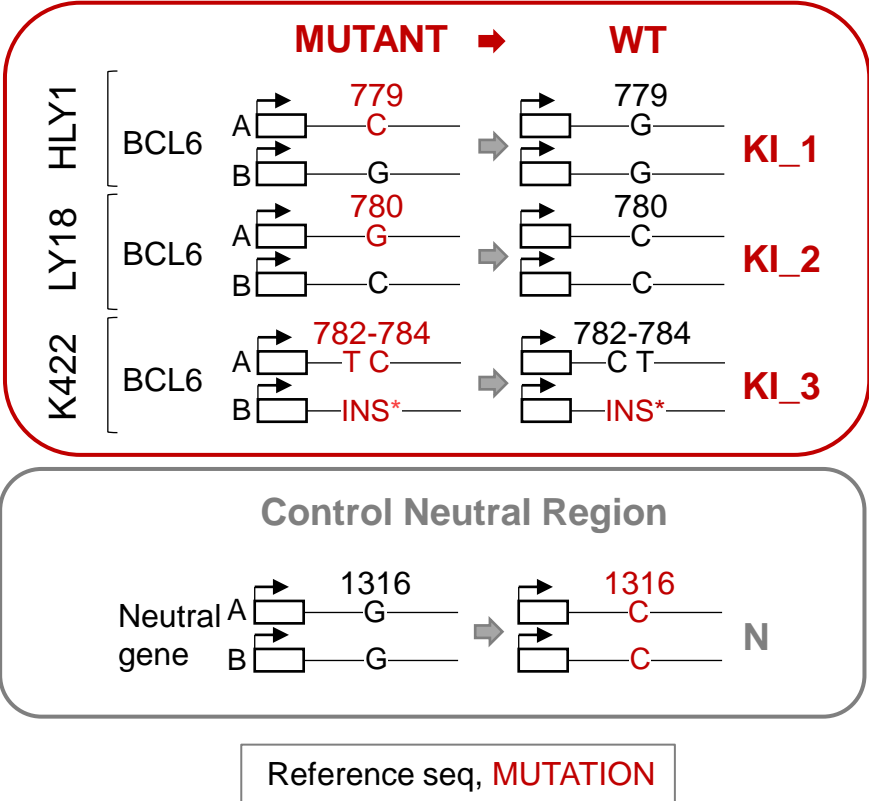 MUTANT WT
HLY1
BCL6
779 779
A C G
B G G
KI_1
LY18
BCL6
780 780
A G C
B C C
KI_2
K422
BCL6
782-784 782-784
A T C C T
B INS* INS*
KI_3
Control Neutral Region
Neutral
gene
1316 1316
A G C
B G C
N
Reference seq, MUTATION